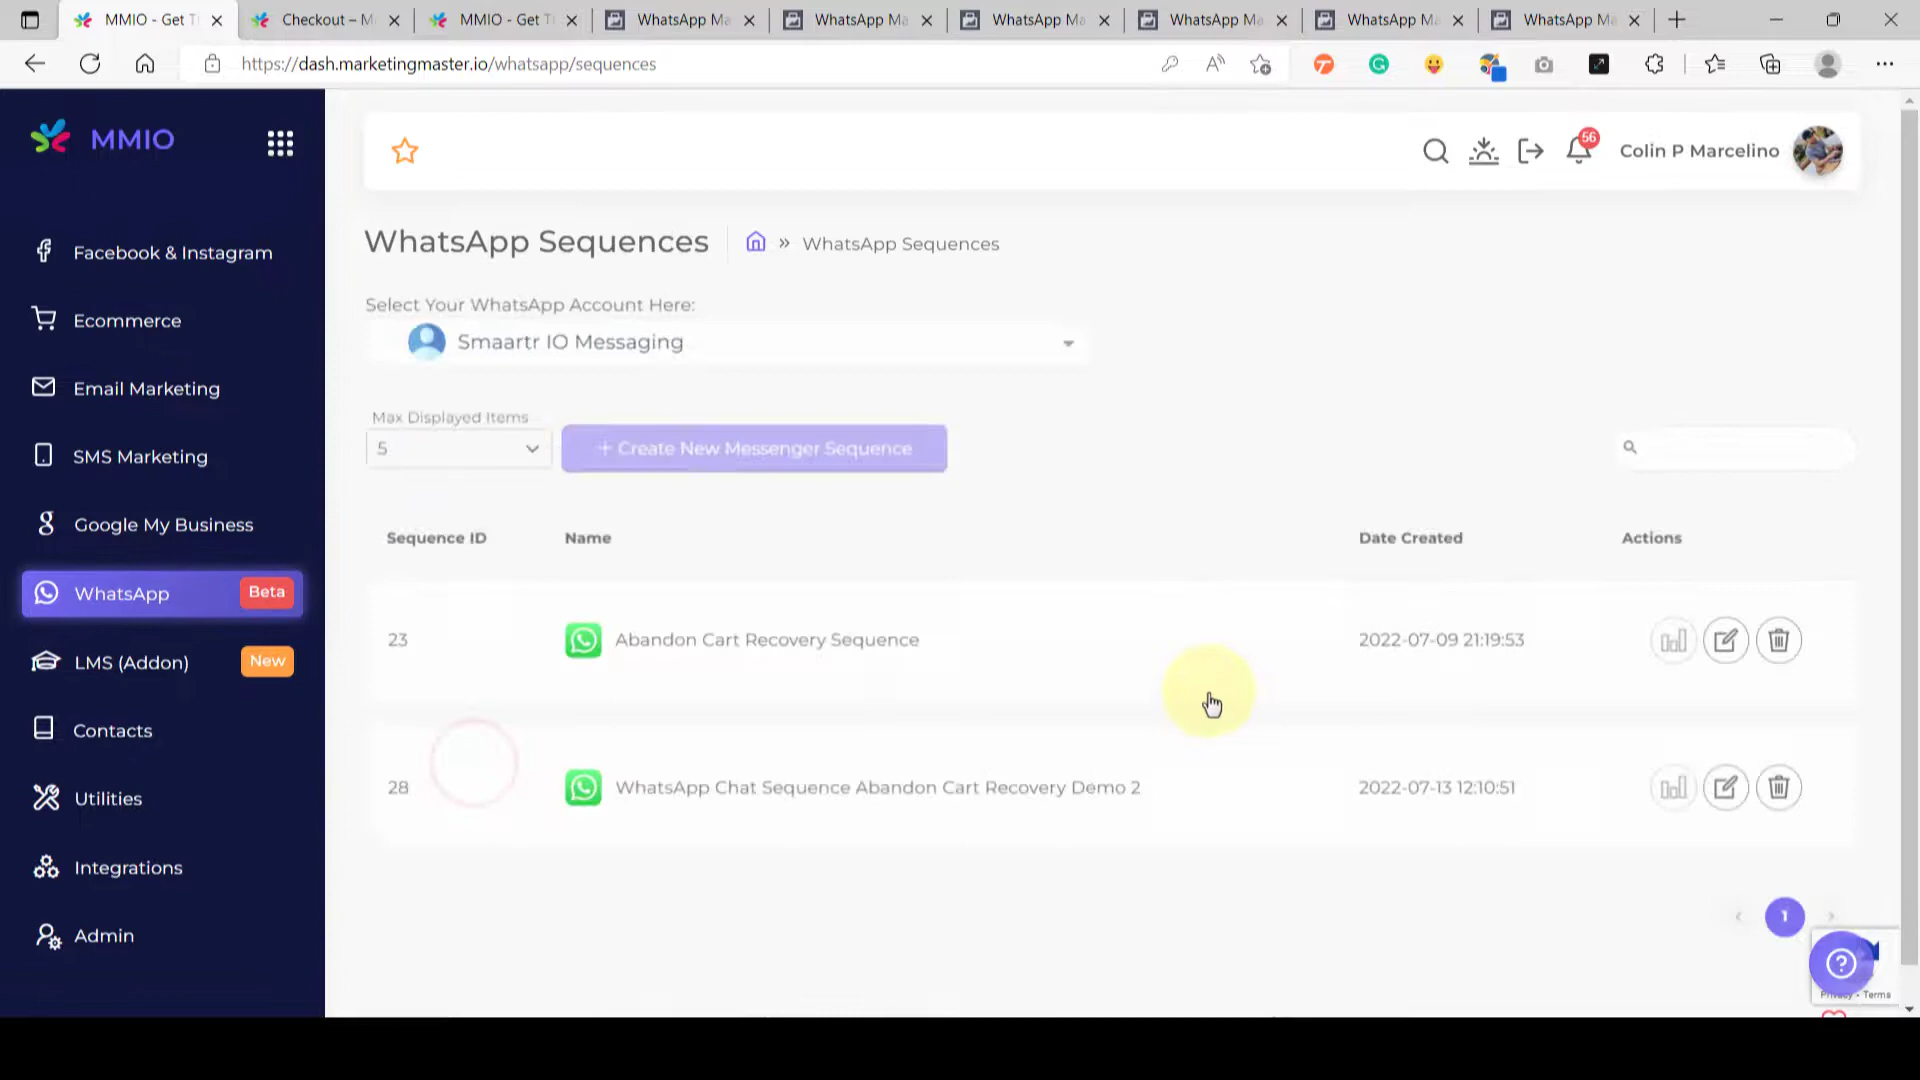 MMIO - Get T
Checkout – M
MMIO - Get T
WhatsApp Ma
WhatsApp Ma
WhatsApp Ma
WhatsApp Ma
WhatsApp Ma
WhatsApp Ma
https://dash.marketingmaster.io/whatsapp/sequences
MMIO
56
Colin P Marcelino
Facebook & Instagram
Ecommerce
Email Marketing
SMS Marketing
Google My Business
WhatsApp Beta
LMS (Addon) New
Contacts
Utilities
Integrations
Admin
WhatsApp Sequences
» WhatsApp Sequences
Select Your WhatsApp Account Here:
Smaartr IO Messaging
Max Displayed Items
5
+ Create New Messenger Sequence
Sequence ID Name Date Created Actions
23 Abandon Cart Recovery Sequence 2022-07-09 21:19:53
28 WhatsApp Chat Sequence Abandon Cart Recovery Demo 2 2022-07-13 12:10:51
‹ 1 ›
Privacy - Terms